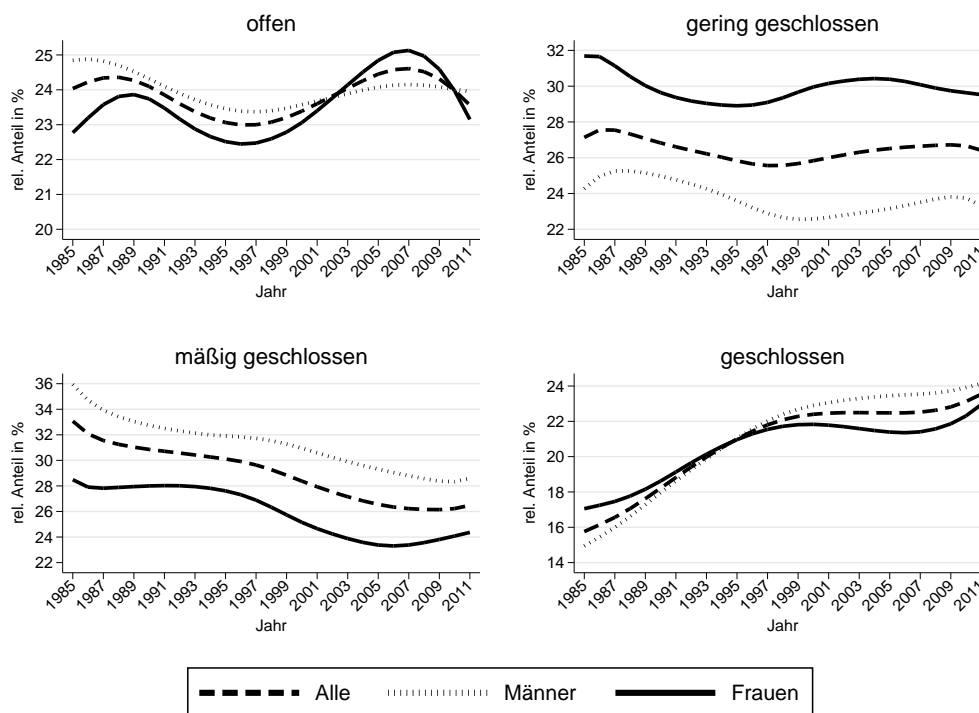 offen
rel. Anteil in %
25
24
23
22
21
20
1985 1987 1989 1991 1993 1995 1997 1999 2001 2003 2005 2007 2009 2011
Jahr
gering geschlossen
rel. Anteil in %
32
30
28
26
24
22
1985 1987 1989 1991 1993 1995 1997 1999 2001 2003 2005 2007 2009 2011
Jahr
mäßig geschlossen
rel. Anteil in %
36
34
32
30
28
26
24
22
1985 1987 1989 1991 1993 1995 1997 1999 2001 2003 2005 2007 2009 2011
Jahr
geschlossen
rel. Anteil in %
24
22
20
18
16
14
1985 1987 1989 1991 1993 1995 1997 1999 2001 2003 2005 2007 2009 2011
Jahr
Alle Männer Frauen